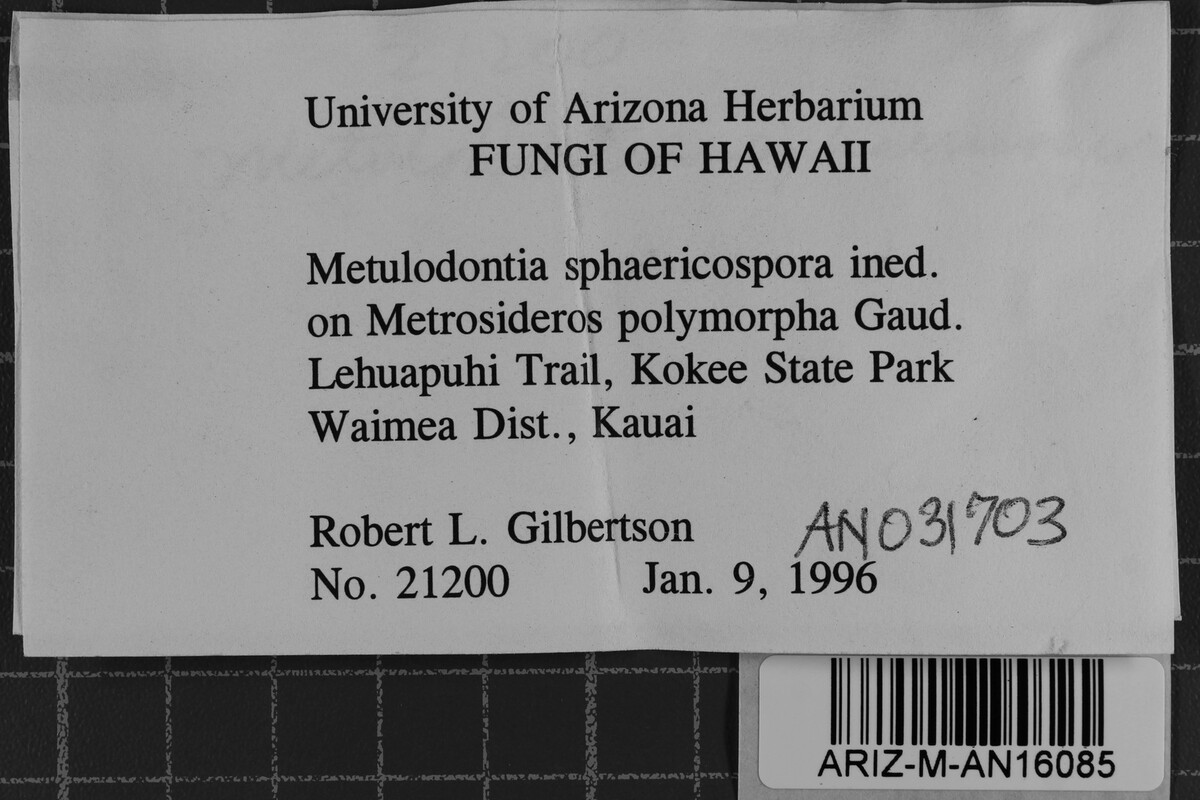 University of Arizona Herbarium
FUNGI OF HAWAII
Metulodontia sphaericospora ined.
on Metrosideros polymorpha Gaud.
Lehuapuhi Trail, Kokee State Park
Waimea Dist., Kauai
Robert L. Gilbertson
AN031703
No. 21200 Jan. 9, 1996
ARIZ-M-AN16085